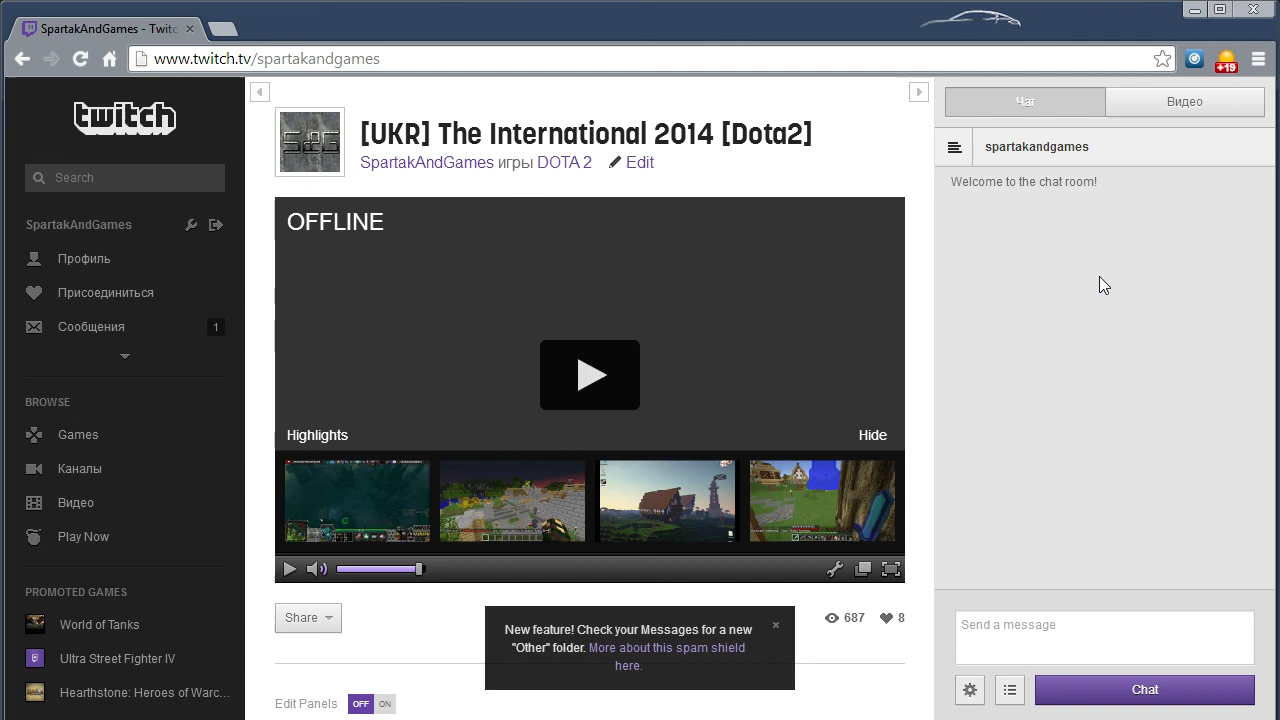 SpartakAndGames - Twitc
www.twitch.tv/spartakandgames
+19
twitch
Search
SpartakAndGames
Профиль
Присоединиться
Сообщения 1
BROWSE
Games
Каналы
Видео
Play Now
PROMOTED GAMES
World of Tanks
Ultra Street Fighter IV
Hearthstone: Heroes of Warc...
SaG
[UKR] The International 2014 [Dota2]
SpartakAndGames игры DOTA 2 Edit
OFFLINE
Highlights Hide
Share
687 8
New feature! Check your Messages for a new
"Other" folder. More about this spam shield
here.
Edit Panels OFF ON
Чат Видео
spartakandgames
Welcome to the chat room!
Send a message
Chat